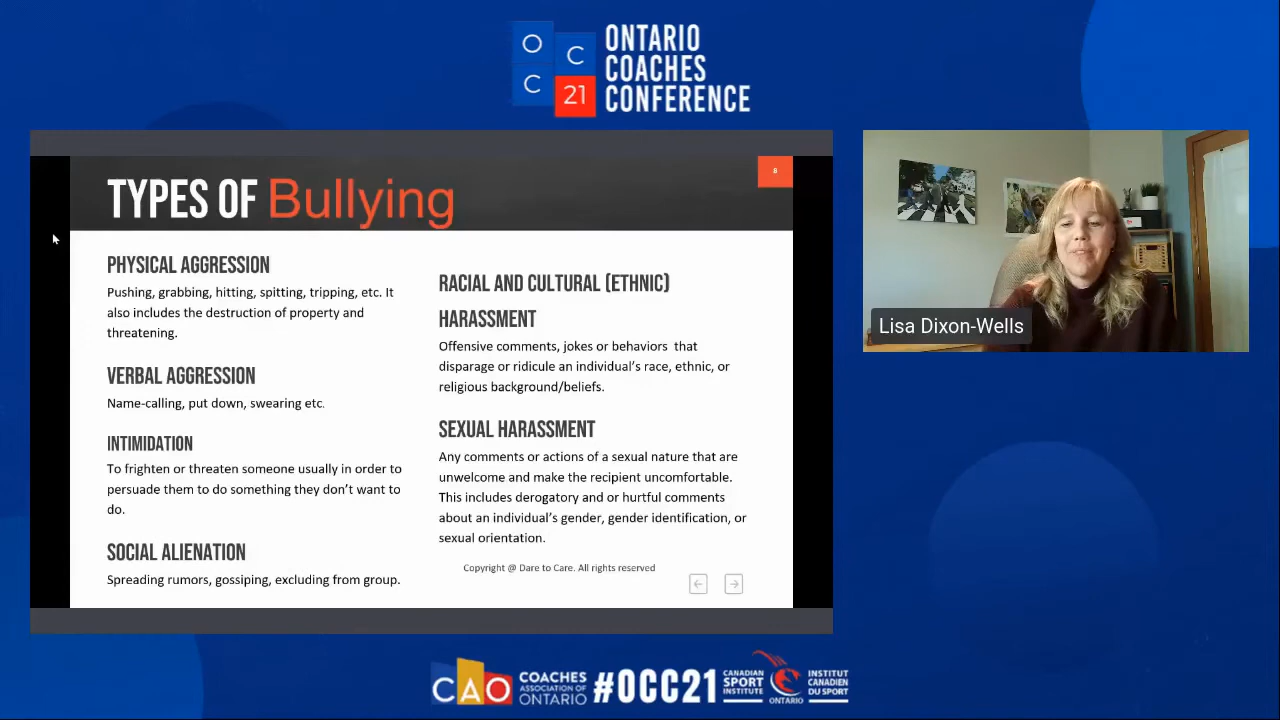 O
C
C
21
ONTARIO
COACHES
CONFERENCE
TYPES OF Bullying
8
PHYSICAL AGGRESSION
Pushing, grabbing, hitting, spitting, tripping, etc. It
also includes the destruction of property and
threatening.
VERBAL AGGRESSION
Name-calling, put down, swearing etc.
INTIMIDATION
To frighten or threaten someone usually in order to
persuade them to do something they don't want to
do.
SOCIAL ALIENATION
Spreading rumors, gossiping, excluding from group.
RACIAL AND CULTURAL (ETHNIC)
HARASSMENT
Offensive comments, jokes or behaviors that
disparage or ridicule an individual's race, ethnic, or
religious background/beliefs.
SEXUAL HARASSMENT
Any comments or actions of a sexual nature that are
unwelcome and make the recipient uncomfortable.
This includes derogatory and or hurtful comments
about an individual's gender, gender identification, or
sexual orientation.
Copyright @ Dare to Care. All rights reserved
Lisa Dixon-Wells
CAO
COACHES
ASSOCIATION OF
ONTARIO
#OCC21
CANADIAN
SPORT
INSTITUTE
ONTARIO
INSTITUT
CANADIEN
DU SPORT